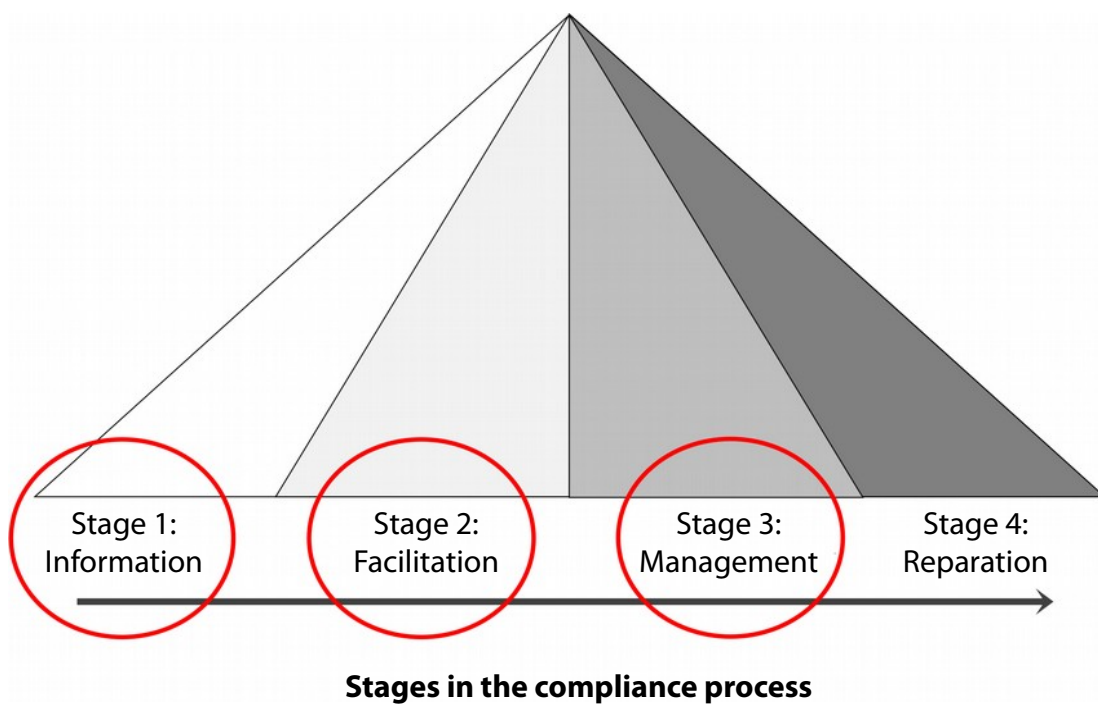 Stage 1:
Information
Stage 2:
Facilitation
Stage 3:
Management
Stage 4:
Reparation
Stages in the compliance process